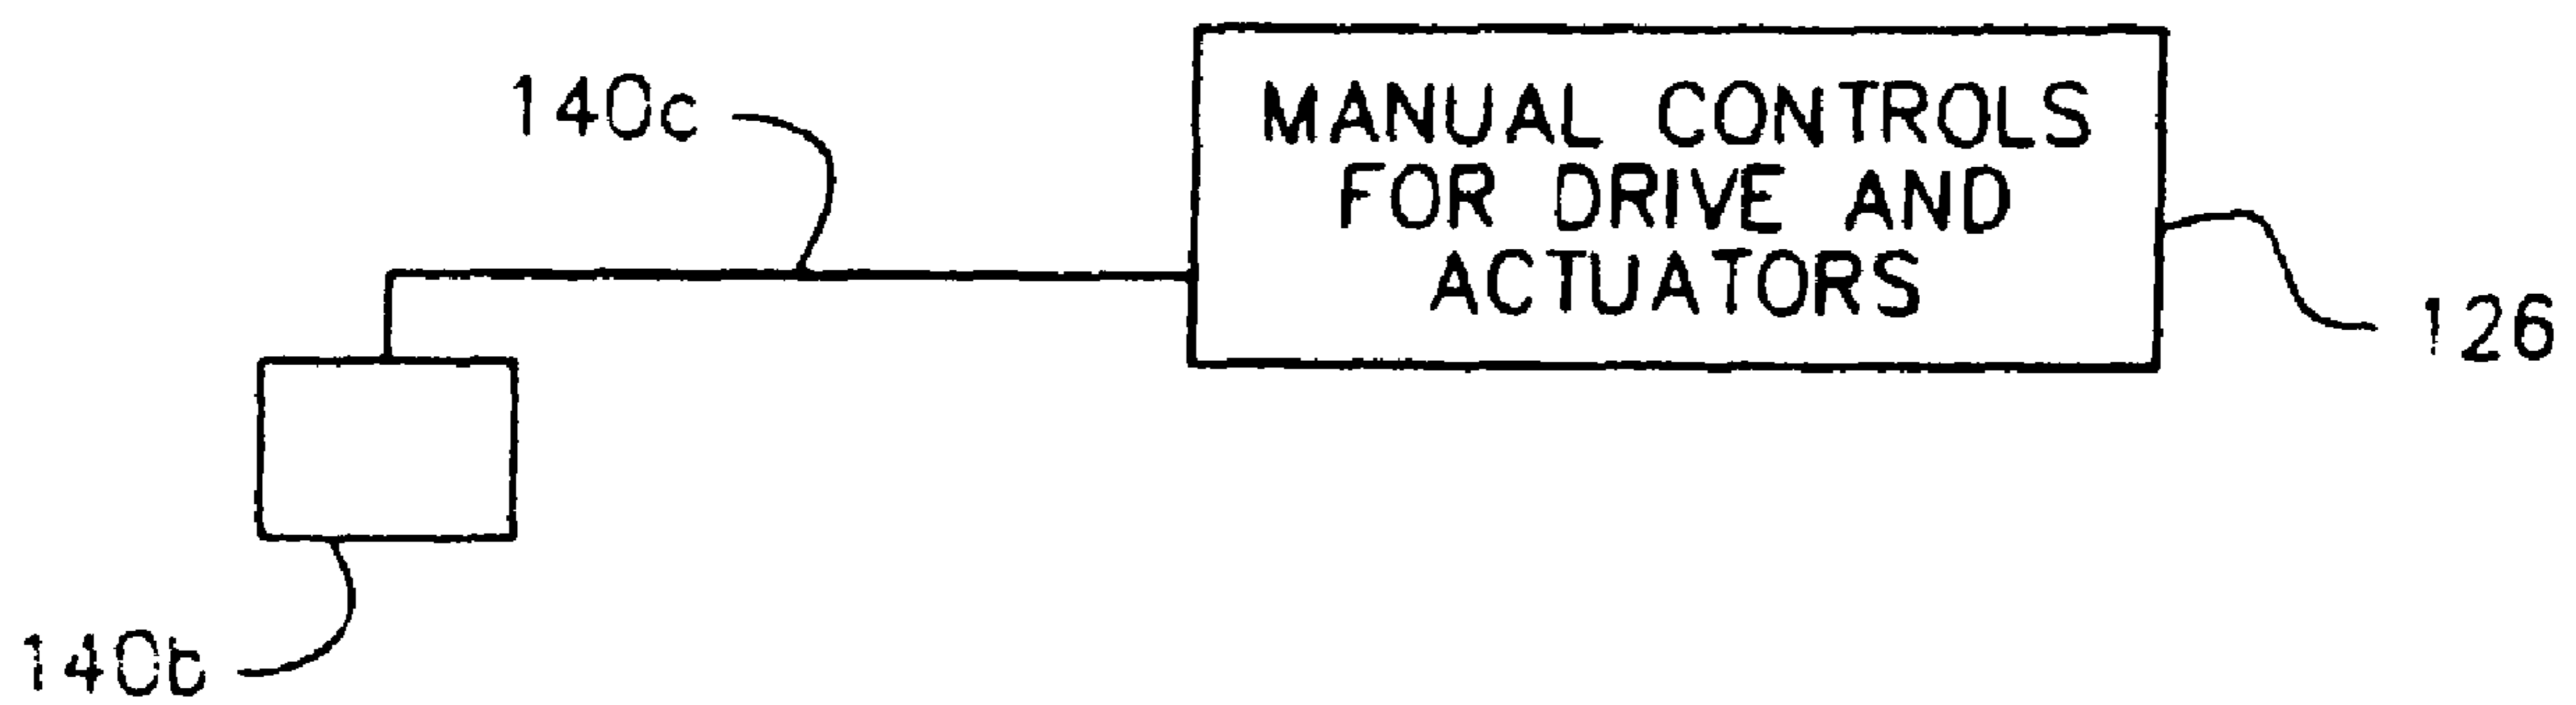 140c
MANUAL CONTROLS
FOR DRIVE AND
ACTUATORS
126
140b